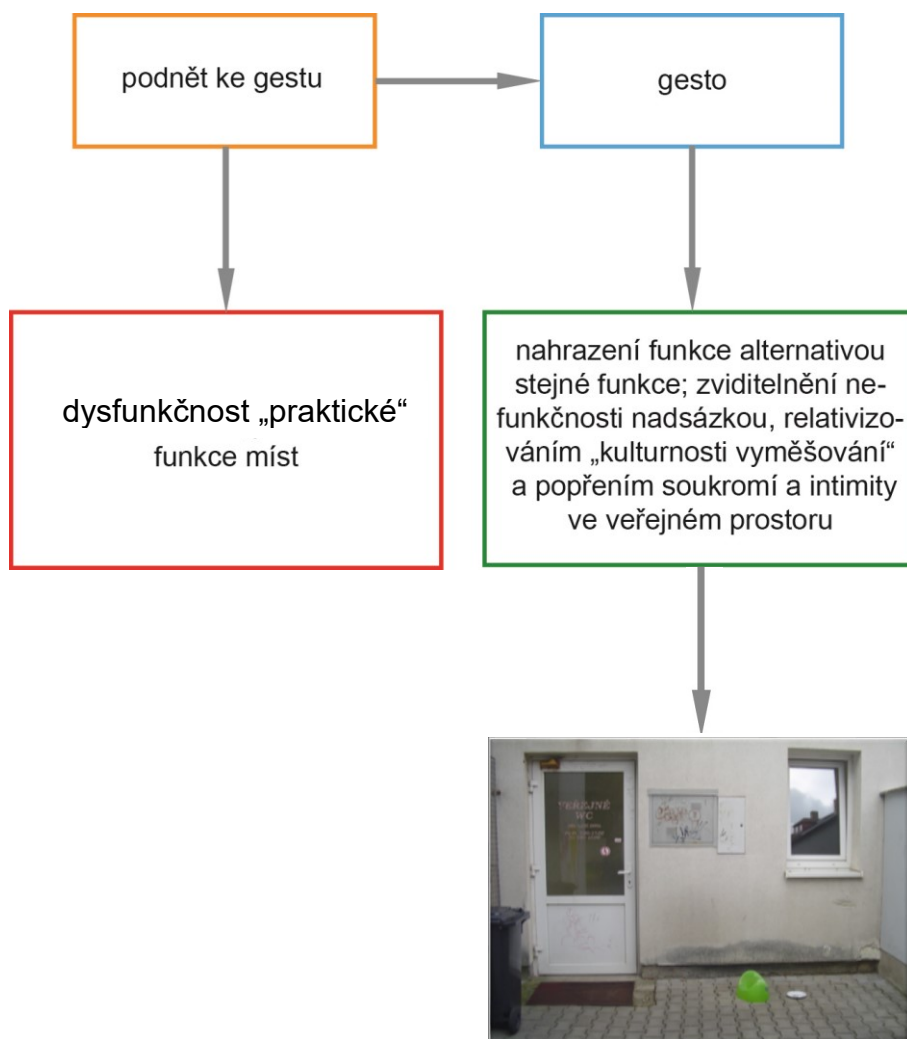 podnět ke gestu
gesto
dysfunkčnost „praktické“
funkce míst
nahrazení funkce alternativou
stejné funkce; zviditelnění ne-
funkčnosti nadsázkou, relativizo-
váním „kulturnosti vyměšování“
a popřením soukromí a intimity
ve veřejném prostoru
VEŘEJNÉ
WC